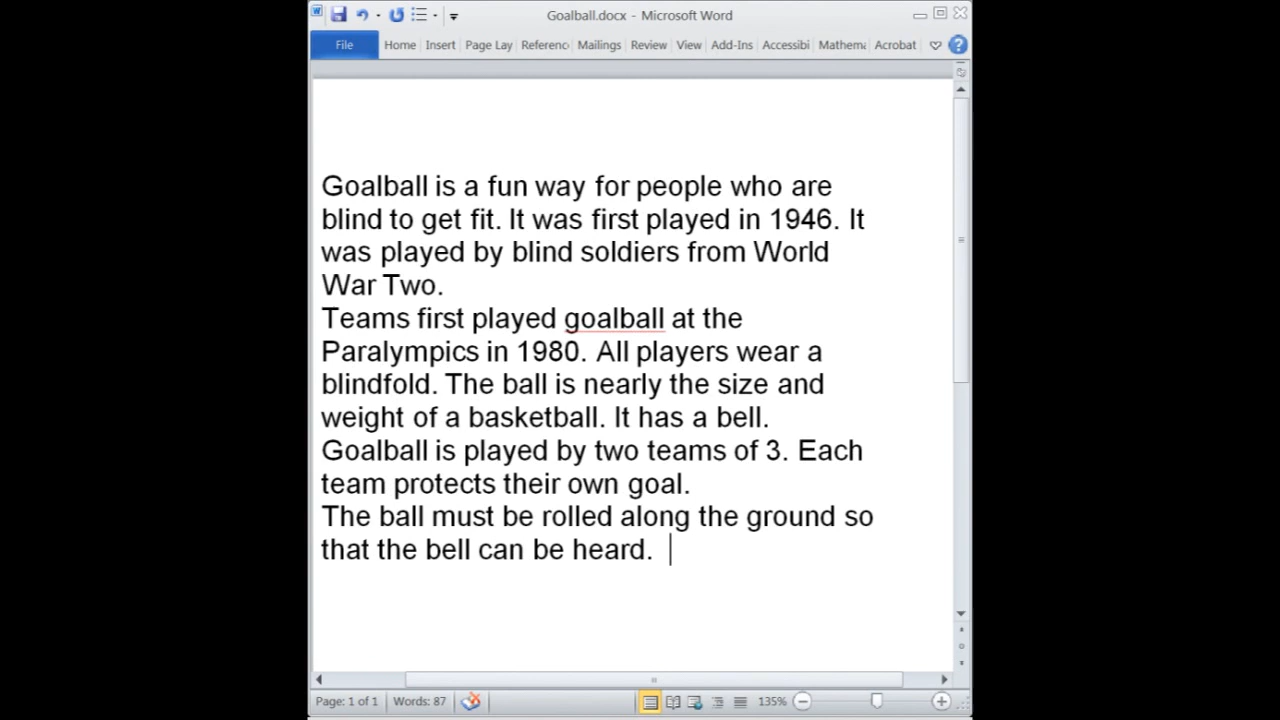 Goalball.docx - Microsoft Word
File Home Insert Page Lay Referenc Mailings Review View Add-Ins Accessibi Mathema Acrobat
Goalball is a fun way for people who are
blind to get fit. It was first played in 1946. It
was played by blind soldiers from World
War Two.
Teams first played goalball at the
Paralympics in 1980. All players wear a
blindfold. The ball is nearly the size and
weight of a basketball. It has a bell.
Goalball is played by two teams of 3. Each
team protects their own goal.
The ball must be rolled along the ground so
that the bell can be heard.
Page: 1 of 1 Words: 87 135%